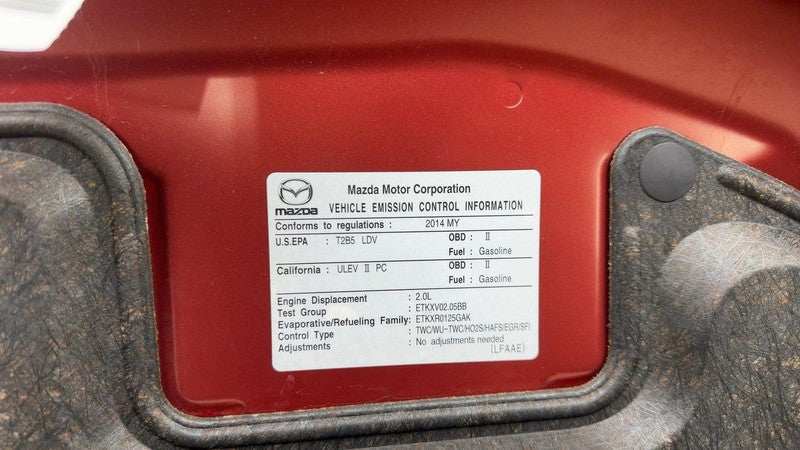 Mazda Motor Corporation
mazda VEHICLE EMISSION CONTROL INFORMATION
Conforms to regulations : 2014 MY
U.S.EPA : T2B5 LDV OBD : II
Fuel : Gasoline
California : ULEV II PC OBD : II
Fuel : Gasoline
Engine Displacement : 2.0L
Test Group : ETKXV02.05BB
Evaporative/Refueling Family: ETKXR0125GAK
Control Type : TWC/WU-TWC/HO2S/HAFS/EGR/SFI
Adjustments : No adjustments needed
(LFAAE)